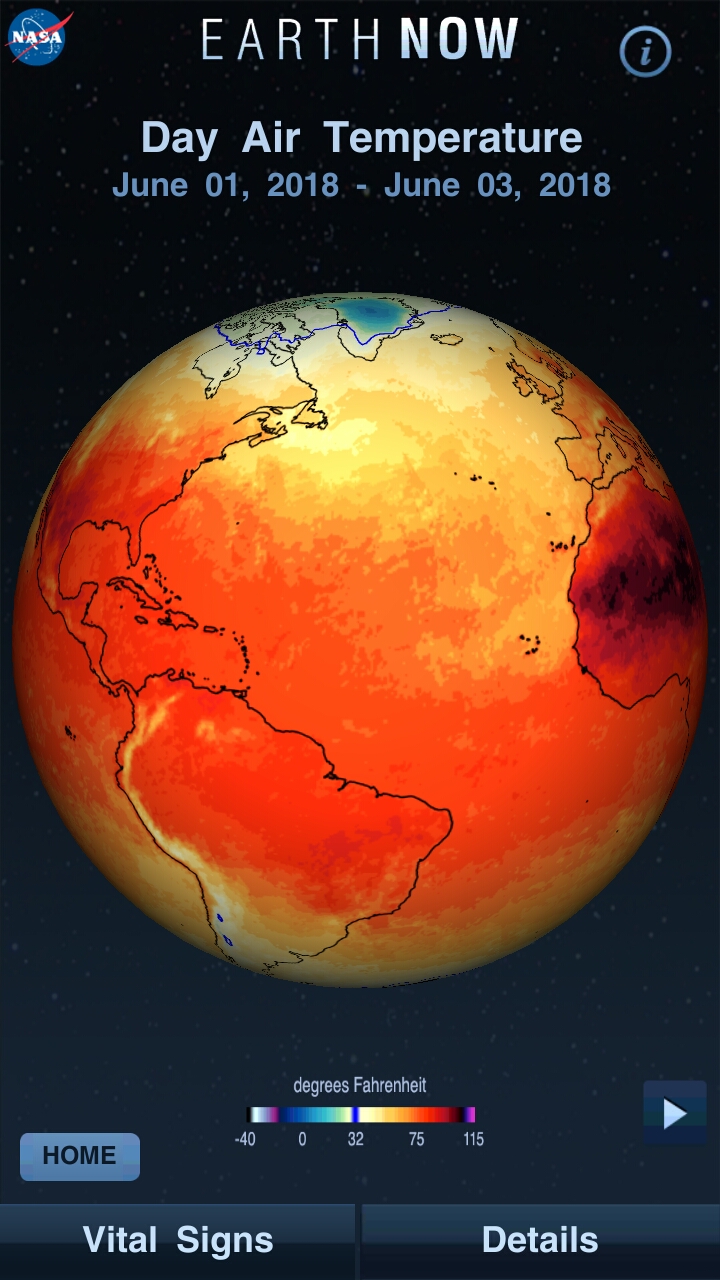 NASA
EARTH NOW
i
Day Air Temperature
June 01, 2018 - June 03, 2018
degrees Fahrenheit
-40 0 32 75 115
HOME
Vital Signs
Details